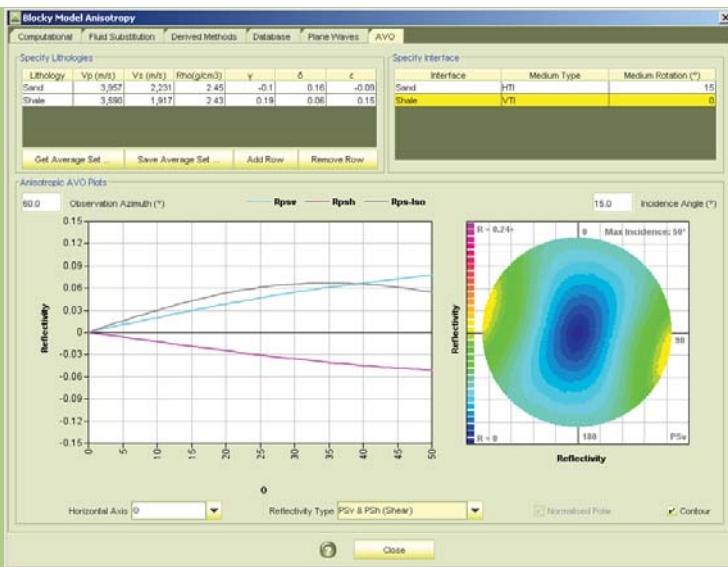 Blocky Model Anisotropy
Computational Fluid Substitution Derived Methods Database Plane Waves AVO
Specify Lithologies
Lithology Vp (m/s) Vs (m/s) Rho(g/cm3) γ δ ε
Sand 3,957 2,231 2.45 -0.1 0.16 -0.09
Shale 3,590 1,917 2.43 0.19 0.06 0.15
Get Average Set ... Save Average Set ... Add Row Remove Row
Specify Interface
Interface Medium Type Medium Rotation (°)
Sand HTI 15
Shale VTI 0
Anisotropic AVO Plots
60.0 Observation Azimuth (°)
Rpsv Rpsh Rps-Iso
15.0 Incidence Angle (°)
0.15
0.12
0.09
0.06
0.03
0
-0.03
-0.06
-0.09
-0.12
-0.15
Reflectivity
0 5 10 15 20 25 30 35 40 45 50
R = 0.24+ 0 Max Incidence: 50°
Reflectivity
90
R = 0 180 PSv
Reflectivity
Horizontal Axis
Reflectivity Type PSv & PSh (Shear)
Normalised Polar
Contour
Close